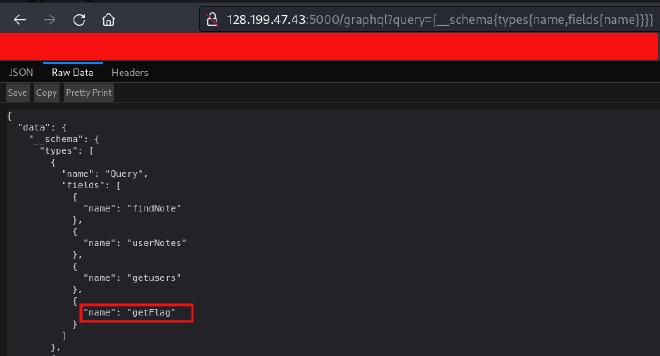 128.199.47.43:5000/graphql?query={__schema{types{name,fields{name}}}}
JSON Raw Data Headers
Save Copy Pretty Print
{
"data": {
"__schema": {
"types": [
{
"name": "Query",
"fields": [
{
"name": "findNote"
},
{
"name": "userNotes"
},
{
"name": "getusers"
},
{
"name": "getFlag"
}
]
},